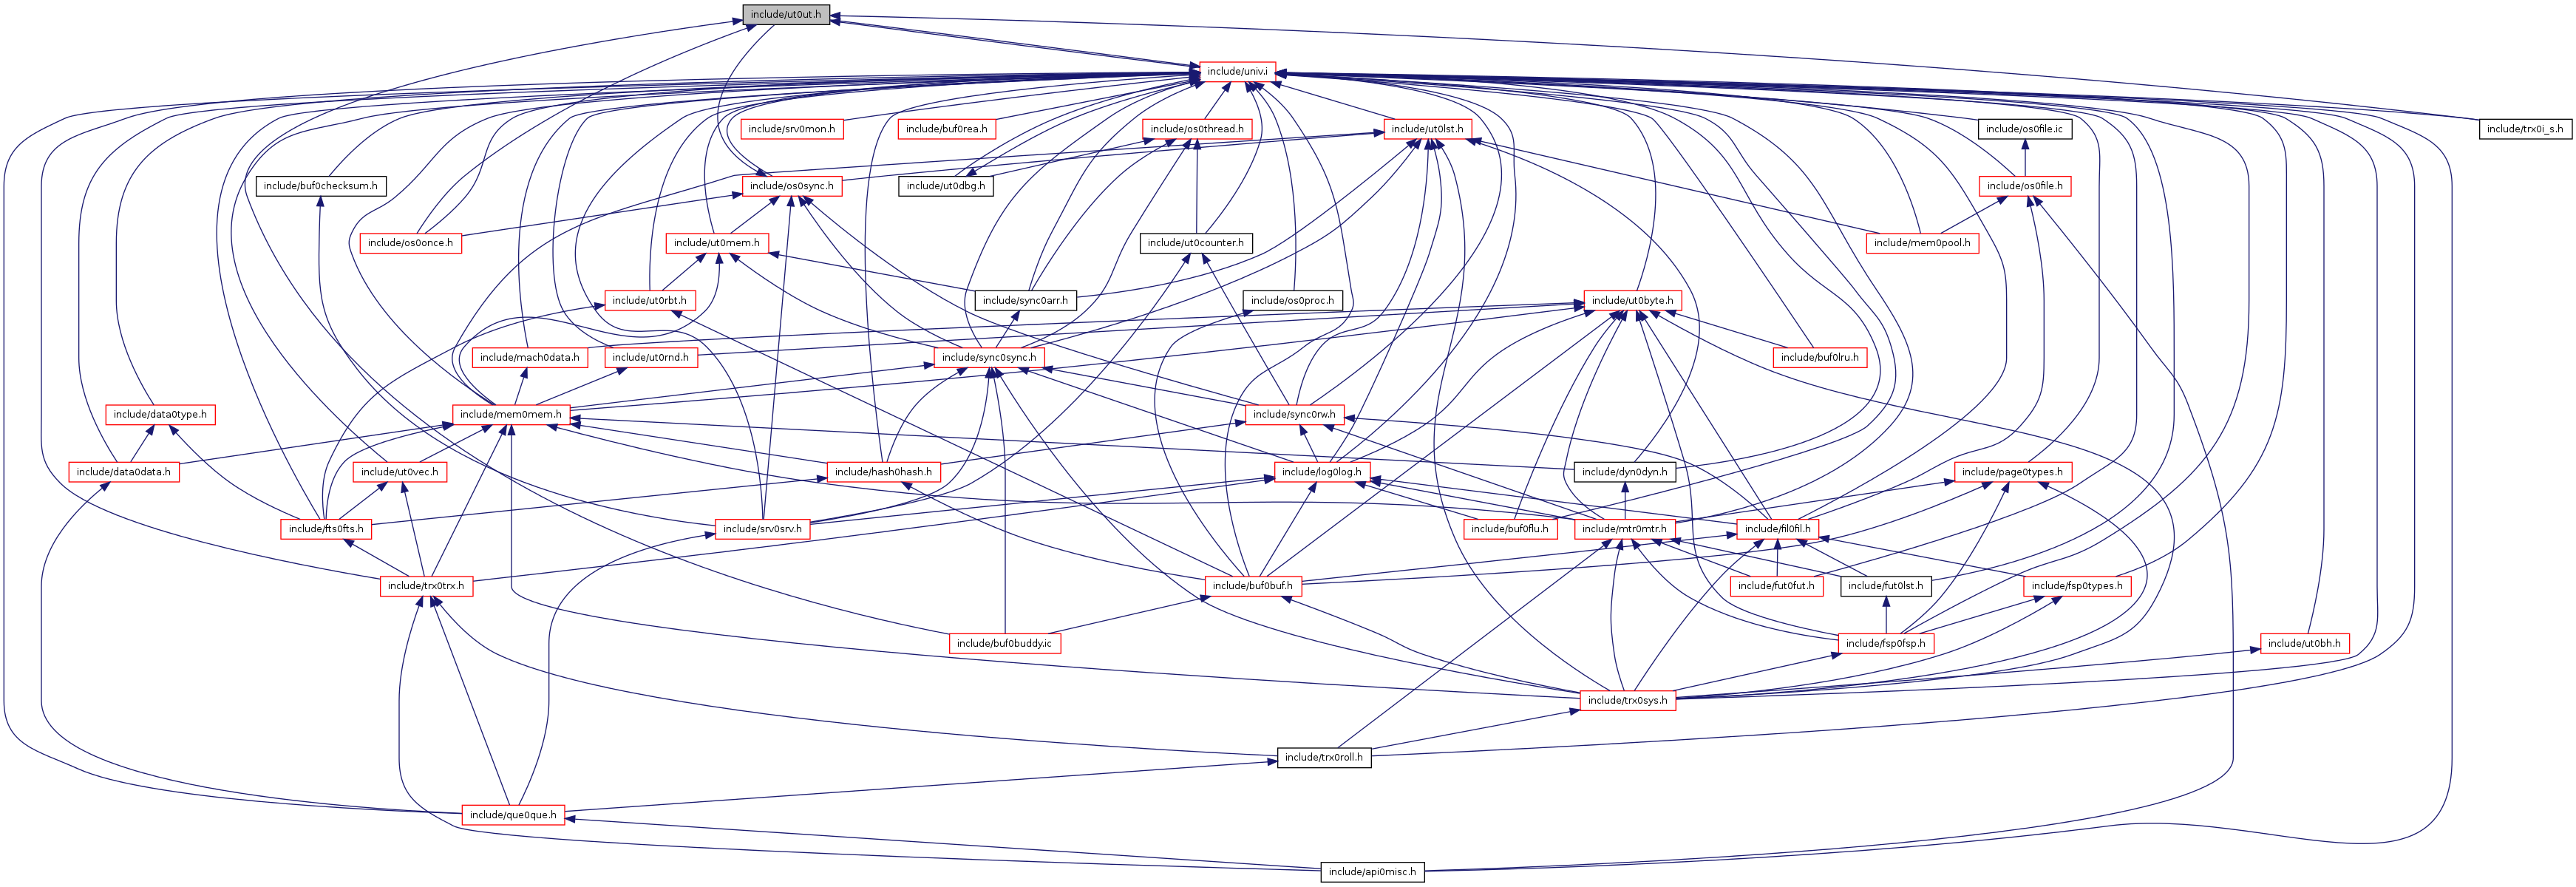 include/ut0ut.h
include/univ.i
include/srv0mon.h
include/buf0rea.h
include/os0thread.h
include/ut0lst.h
include/os0file.ic
include/trx0i_s.h
include/buf0checksum.h
include/os0sync.h
include/ut0dbg.h
include/os0file.h
include/os0once.h
include/ut0mem.h
include/ut0counter.h
include/mem0pool.h
include/ut0rbt.h
include/sync0arr.h
include/os0proc.h
include/ut0byte.h
include/mach0data.h
include/ut0rnd.h
include/sync0sync.h
include/buf0lru.h
include/data0type.h
include/mem0mem.h
include/sync0rw.h
include/data0data.h
include/ut0vec.h
include/hash0hash.h
include/dyn0dyn.h
include/log0log.h
include/page0types.h
include/fts0fts.h
include/srv0srv.h
include/buf0flu.h
include/mtr0mtr.h
include/fil0fil.h
include/trx0trx.h
include/buf0buf.h
include/fut0fut.h
include/fut0lst.h
include/fsp0types.h
include/buf0buddy.ic
include/fsp0fsp.h
include/ut0bh.h
include/trx0sys.h
include/trx0roll.h
include/que0que.h
include/api0misc.h